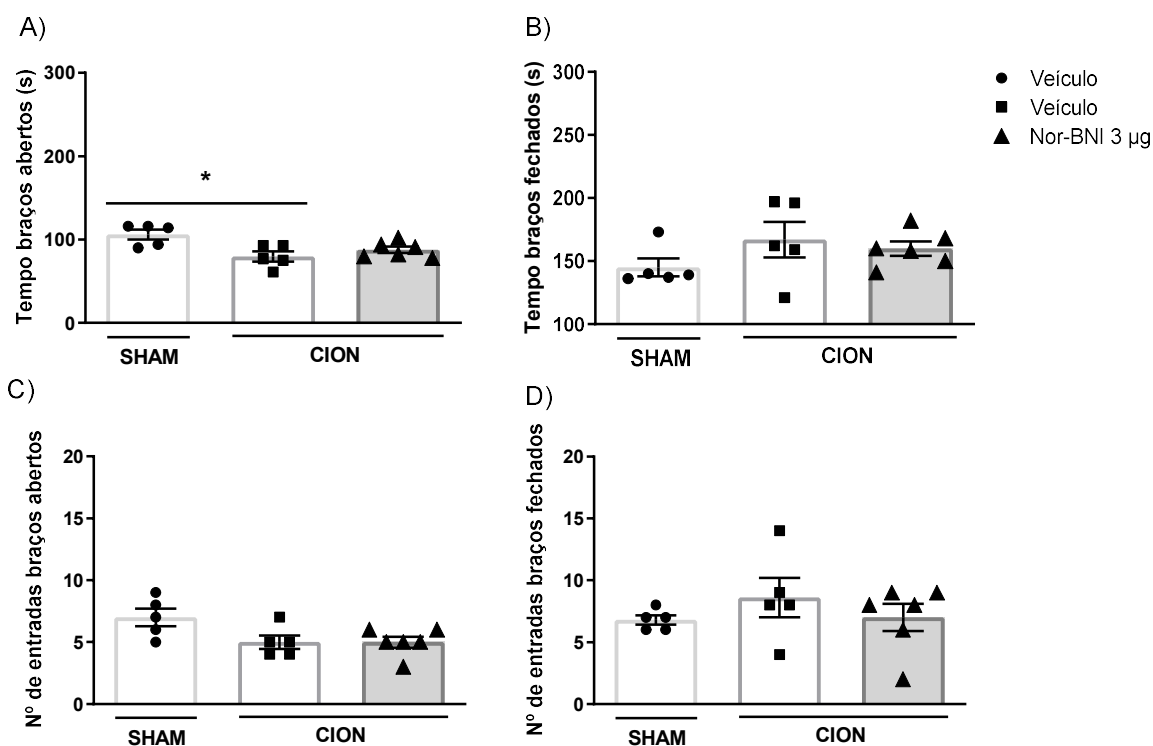 A)
Tempo braços abertos (s)
300
200
100
0
*
SHAM
CION
B)
Tempo braços fechados (s)
300
250
200
150
100
SHAM
CION
Veículo
Veículo
Nor-BNI 3 µg
C)
Nº de entradas braços abertos
20
15
10
5
0
SHAM
CION
D)
Nº de entradas braços fechados
20
15
10
5
0
SHAM
CION